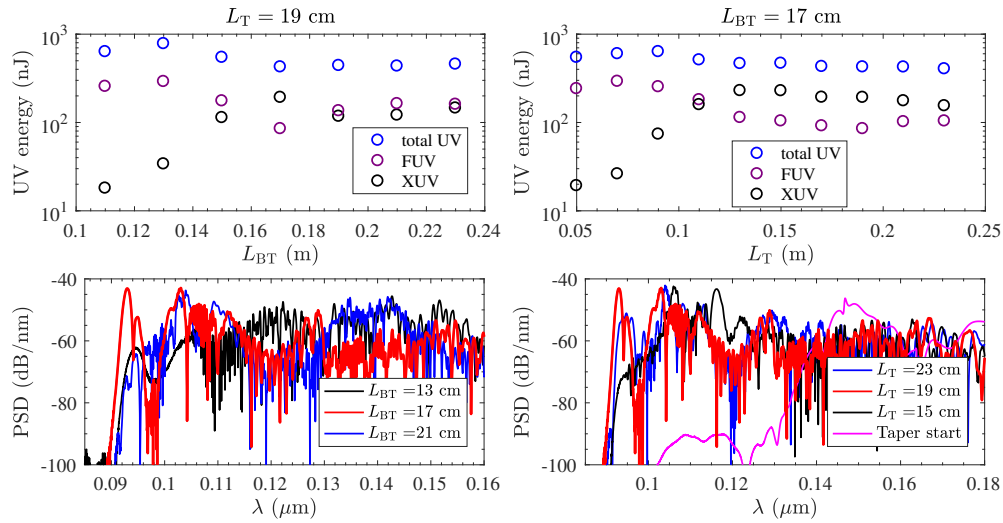 L_T = 19 cm
UV energy (nJ)
10^3
10^2
10^1
total UV
FUV
XUV
0.1 0.12 0.14 0.16 0.18 0.2 0.22 0.24
L_BT (m)
L_BT = 17 cm
UV energy (nJ)
10^3
10^2
10^1
total UV
FUV
XUV
0.05 0.1 0.15 0.2 0.25
L_T (m)
PSD (dB/nm)
-40
-60
-80
-100
L_BT =13 cm
L_BT =17 cm
L_BT =21 cm
0.09 0.1 0.11 0.12 0.13 0.14 0.15 0.16
λ (μm)
PSD (dB/nm)
-40
-60
-80
-100
L_T =23 cm
L_T =19 cm
L_T =15 cm
Taper start
0.1 0.12 0.14 0.16 0.18
λ (μm)